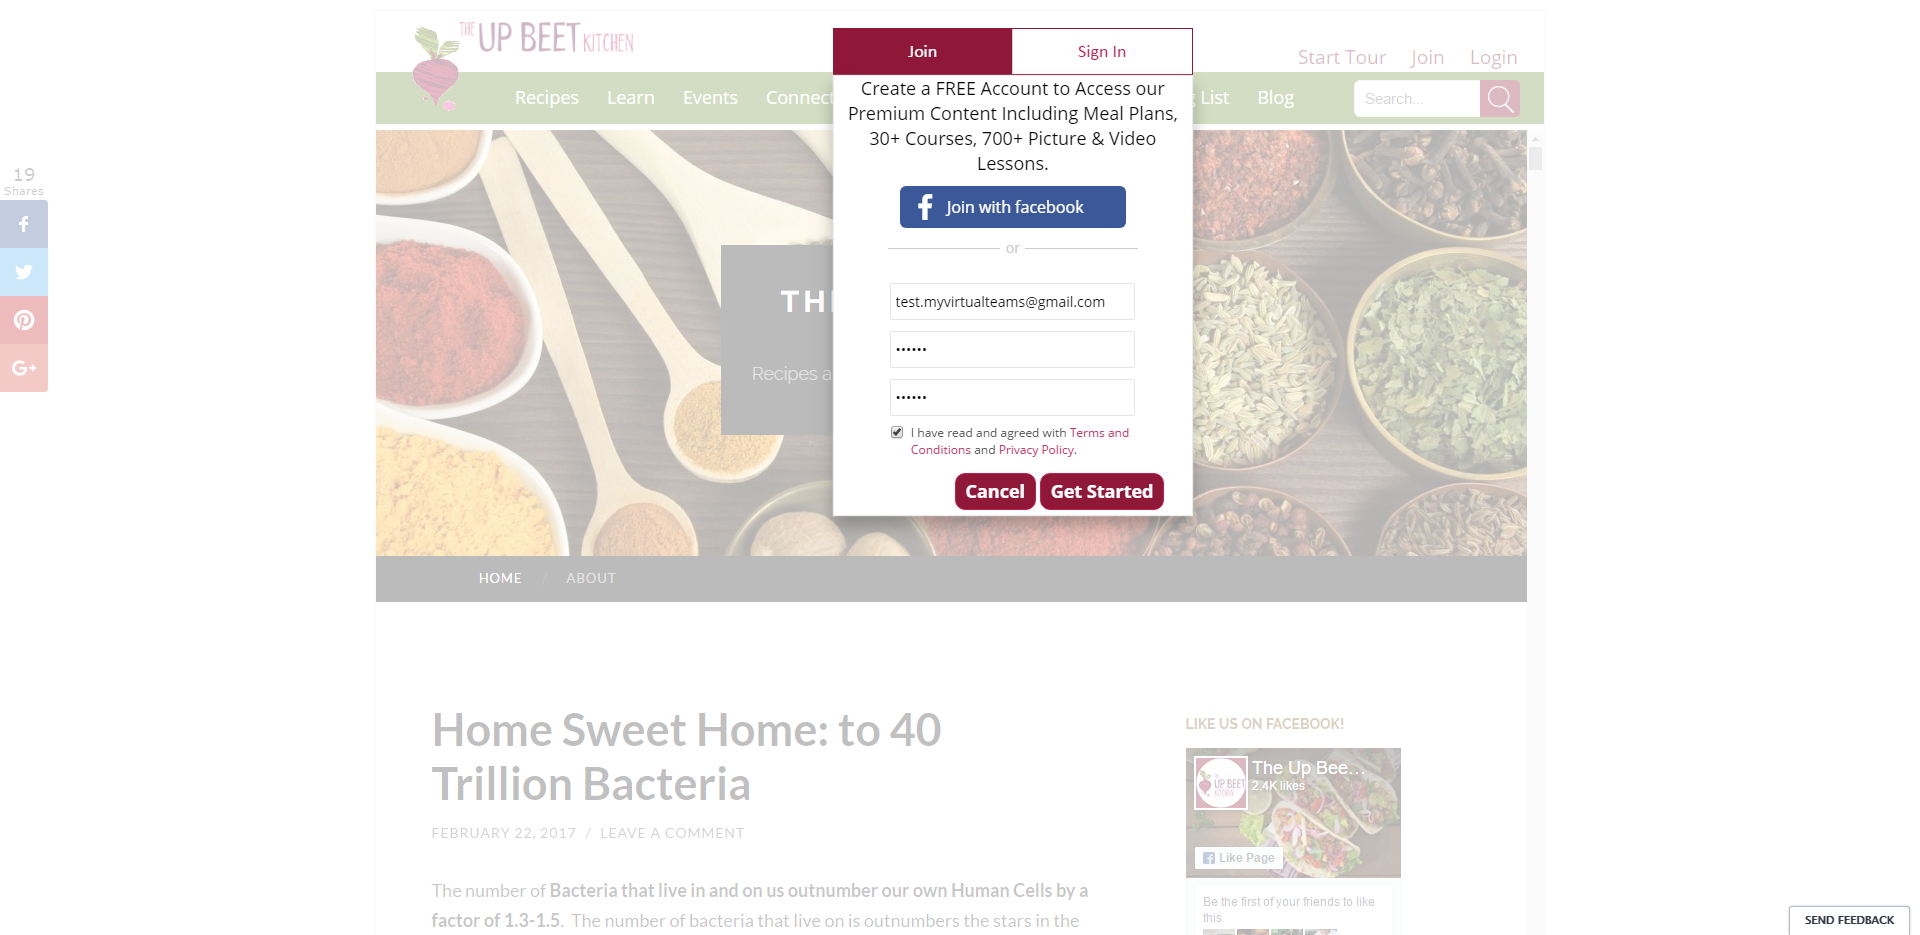 THE UP BEET KITCHEN
Start Tour Join Login
Recipes Learn Events Connect
List Blog
Search...
19
Shares
Join
Sign In
Create a FREE Account to Access our
Premium Content Including Meal Plans,
30+ Courses, 700+ Picture & Video
Lessons.
Join with facebook
or
test.myvirtualteams@gmail.com
••••••
••••••
I have read and agreed with Terms and
Conditions and Privacy Policy.
Cancel
Get Started
Recipes
HOME / ABOUT
Home Sweet Home: to 40
Trillion Bacteria
FEBRUARY 22, 2017 / LEAVE A COMMENT
The number of Bacteria that live in and on us outnumber our own Human Cells by a
factor of 1.3-1.5. The number of bacteria that live on is outnumbers the stars in the
LIKE US ON FACEBOOK!
UP BEET
KITCHEN
The Up Bee...
2.4K likes
Like Page
Be the first of your friends to like
this
SEND FEEDBACK